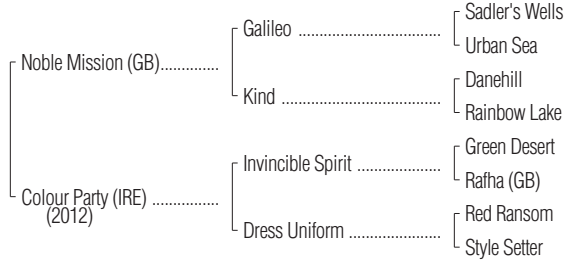 Sadler's Wells
Galileo ................................................
Urban Sea
Noble Mission (GB)..............
Danehill
Kind ......................................................
Rainbow Lake
Green Desert
Invincible Spirit ............................
Rafha (GB)
Colour Party (IRE) ................
(2012)
Red Ransom
Dress Uniform ..............................
Style Setter